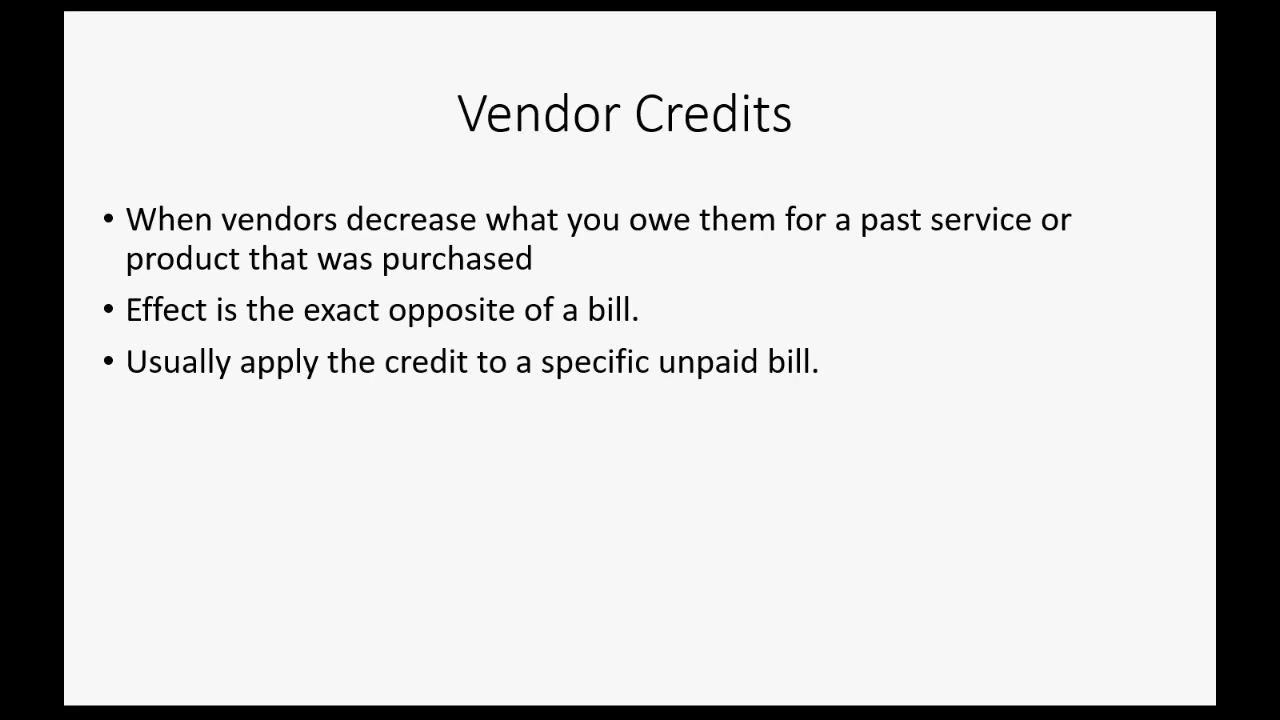 Vendor Credits
• When vendors decrease what you owe them for a past service or
product that was purchased
• Effect is the exact opposite of a bill.
• Usually apply the credit to a specific unpaid bill.